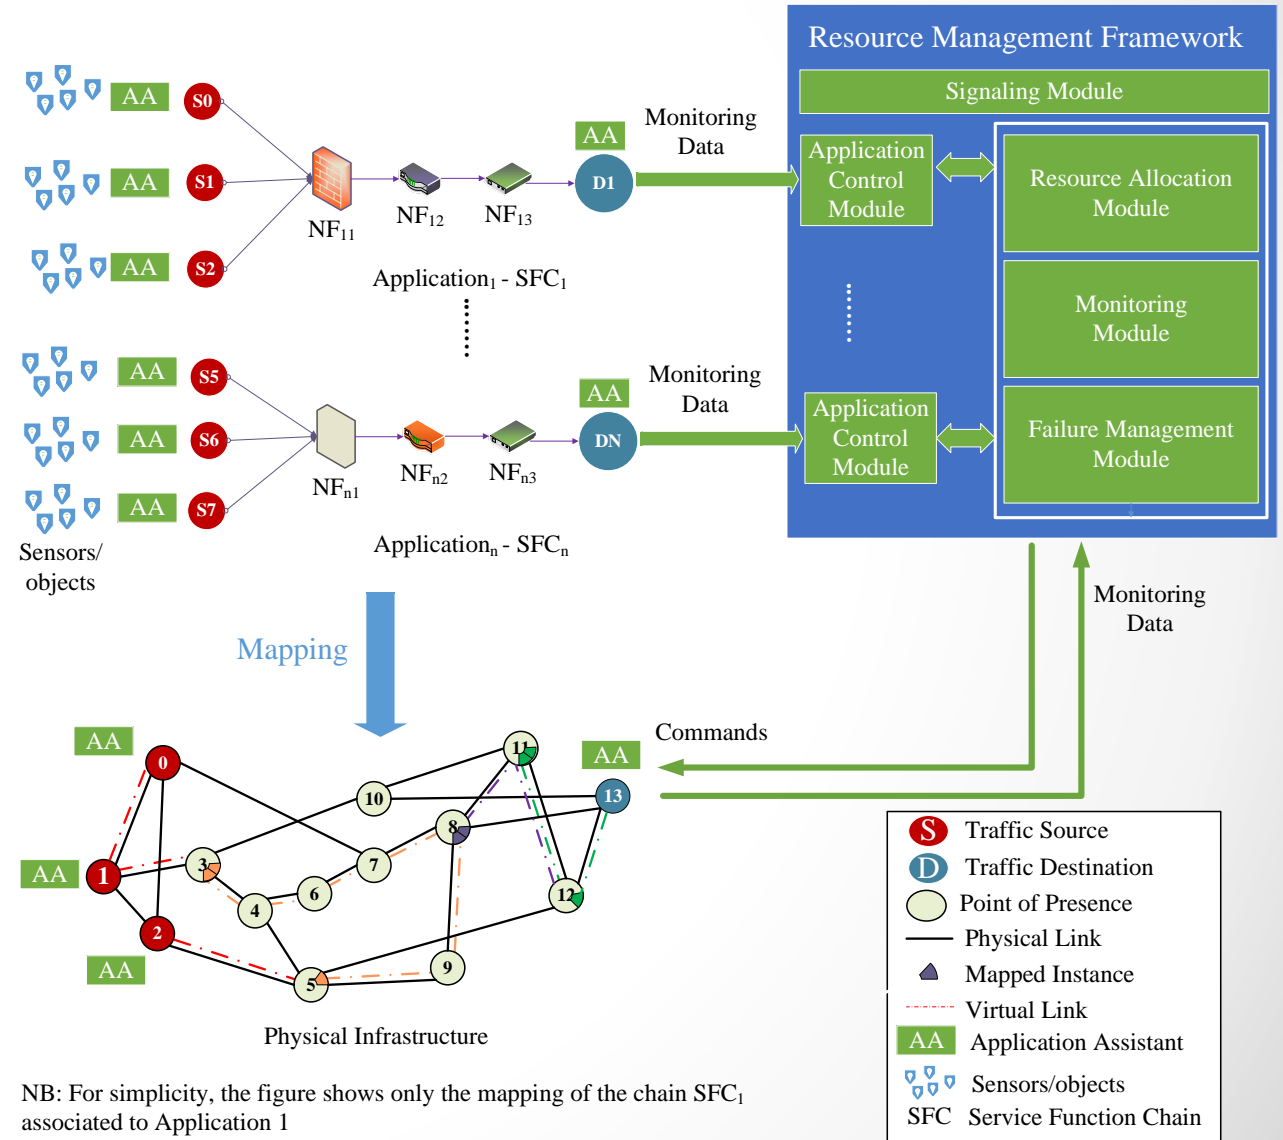 Resource Management Framework
Signaling Module
Application
Control
Module
Resource Allocation
Module
Monitoring
Module
Application
Control
Module
Failure Management
Module
AA
S0
AA
S1
AA
S2
NF11
NF12
NF13
AA
D1
Monitoring
Data
Application1 - SFC1
AA
S5
AA
S6
AA
S7
NFn1
NFn2
NFn3
AA
DN
Monitoring
Data
Applicationn - SFCn
Sensors/
objects
Mapping
Monitoring
Data
Commands
AA
0
AA
1
AA
2
3
4
5
6
7
8
9
10
11
12
AA
13
Physical Infrastructure
S Traffic Source
D Traffic Destination
Point of Presence
Physical Link
Mapped Instance
Virtual Link
AA Application Assistant
Sensors/objects
SFC Service Function Chain
NB: For simplicity, the figure shows only the mapping of the chain SFC1
associated to Application 1